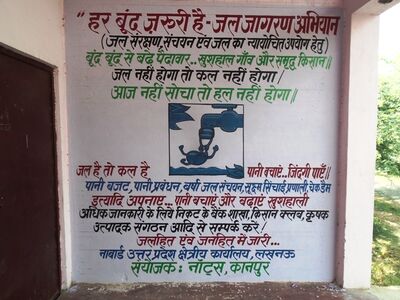 " हर बूंद ज़रुरी है - जल जागरण अभियान
(जल संरक्षण, संचयन एवं जल का न्यायोचित उपयोग हेतु)
बूंद बूंद से बढ़े पैदावार.. खुशहाल गाँव और समृद्ध किसान॥
जल नहीं होगा तो कल नहीं होगा!
आज नहीं सोचा तो हल नहीं होगा॥
जल है तो कल है
पानी बचाएं.. जिंदगी पाएँ॥
पानी बजट, पानी प्रबंधन, वर्षा जल संचयन, सूक्ष्म सिंचाई प्रणाली, चेक डैम
इत्यादि अपनाए... पानी बचाएं और बढाएं खुशहाली
अधिक जानकारी के लिये निकट के बैंक शाखा, किसान क्लब, कृषक
उत्पादक संगठन आदि से सम्पर्क करें।
जलहित एवं जनहित में जारी...
नाबार्ड उत्तर प्रदेश क्षेत्रीय कार्यालय, लखनऊ
संयोजक : नोट्स, कानपुर